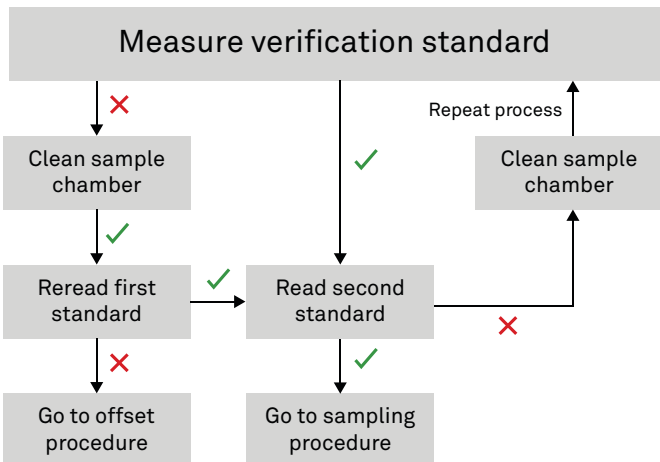 Measure verification standard
Repeat process
Clean sample
chamber
Clean sample
chamber
Reread first
standard
Read second
standard
Go to offset
procedure
Go to sampling
procedure